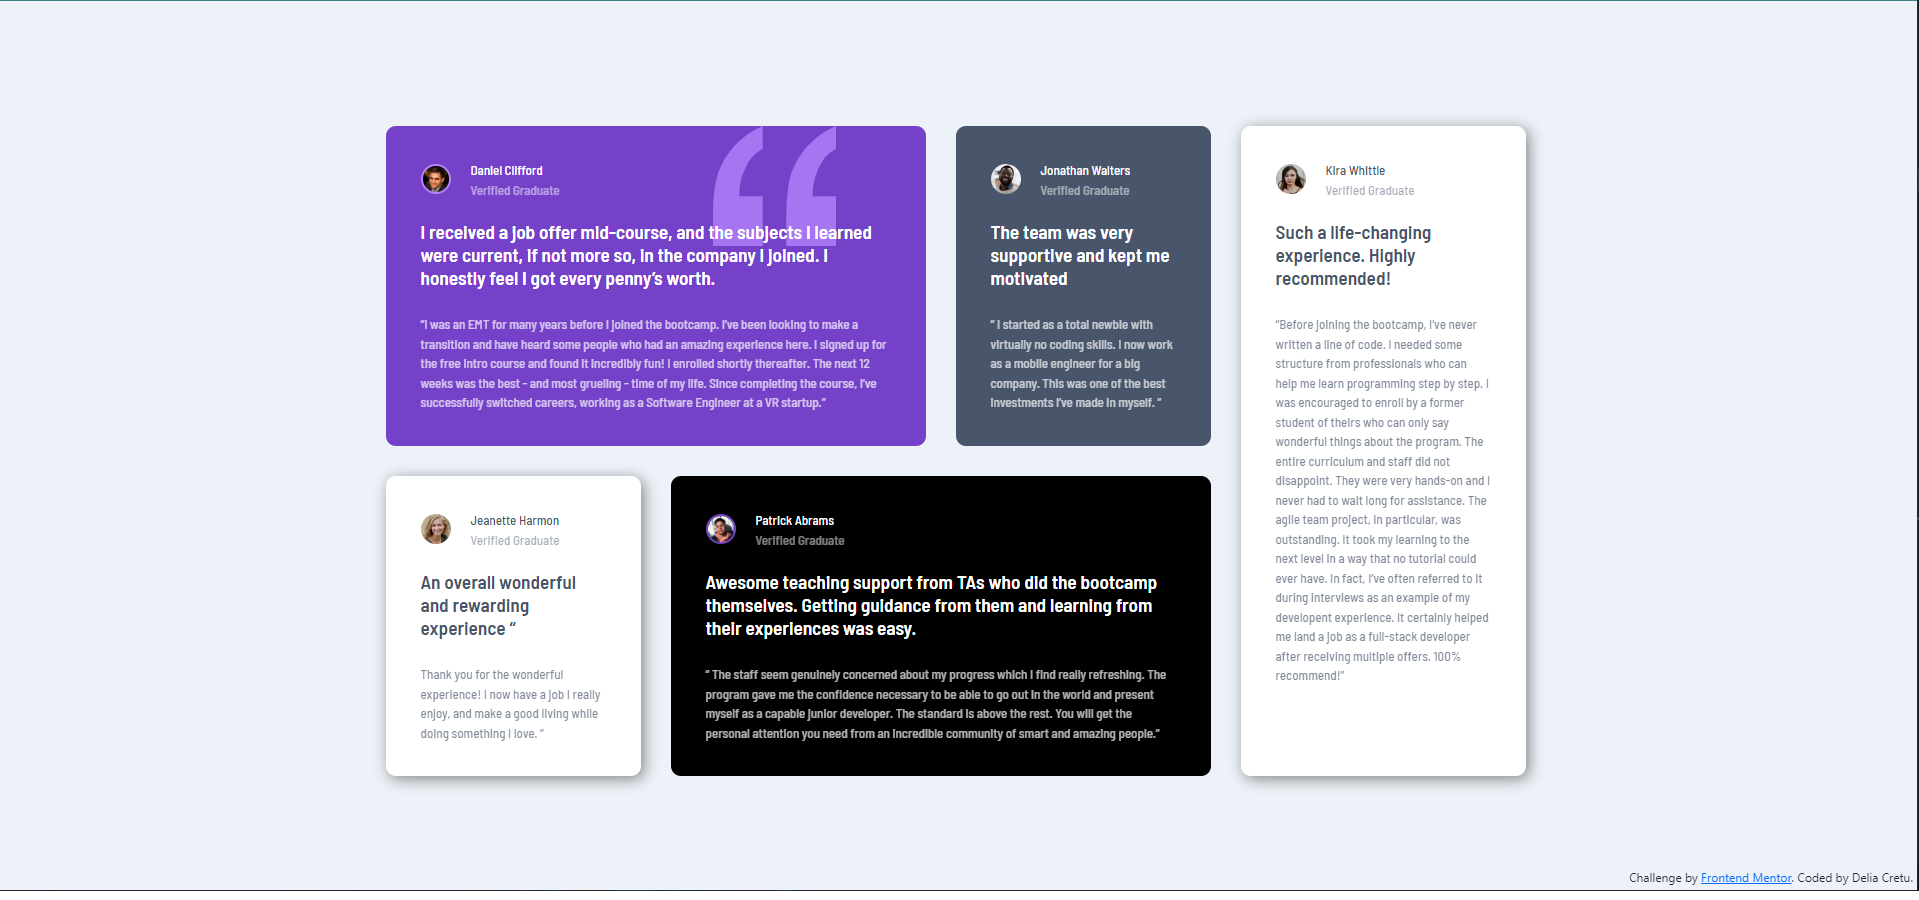 Daniel Clifford
Verified Graduate
I received a job offer mid-course, and the subjects I learned
were current, if not more so, in the company I joined. I
honestly feel I got every penny’s worth.
“I was an EMT for many years before I joined the bootcamp. I’ve been looking to make a
transition and have heard some people who had an amazing experience here. I signed up for
the free intro course and found it incredibly fun! I enrolled shortly thereafter. The next 12
weeks was the best - and most grueling - time of my life. Since completing the course, I’ve
successfully switched careers, working as a Software Engineer at a VR startup.”
Jonathan Walters
Verified Graduate
The team was very
supportive and kept me
motivated
“ I started as a total newbie with
virtually no coding skills. I now work
as a mobile engineer for a big
company. This was one of the best
investments I’ve made in myself. ”
Kira Whittle
Verified Graduate
Such a life-changing
experience. Highly
recommended!
“Before joining the bootcamp, I’ve never
written a line of code. I needed some
structure from professionals who can
help me learn programming step by step. I
was encouraged to enroll by a former
student of theirs who can only say
wonderful things about the program. The
entire curriculum and staff did not
disappoint. They were very hands-on and I
never had to wait long for assistance. The
agile team project, in particular, was
outstanding. It took my learning to the
next level in a way that no tutorial could
ever have. In fact, I’ve often referred to it
during interviews as an example of my
developent experience. It certainly helped
me land a job as a full-stack developer
after receiving multiple offers. 100%
recommend!”
Jeanette Harmon
Verified Graduate
An overall wonderful
and rewarding
experience “
Thank you for the wonderful
experience! I now have a job I really
enjoy, and make a good living while
doing something I love. ”
Patrick Abrams
Verified Graduate
Awesome teaching support from TAs who did the bootcamp
themselves. Getting guidance from them and learning from
their experiences was easy.
“ The staff seem genuinely concerned about my progress which I find really refreshing. The
program gave me the confidence necessary to be able to go out in the world and present
myself as a capable junior developer. The standard is above the rest. You will get the
personal attention you need from an incredible community of smart and amazing people.”
Challenge by Frontend Mentor. Coded by Delia Cretu.